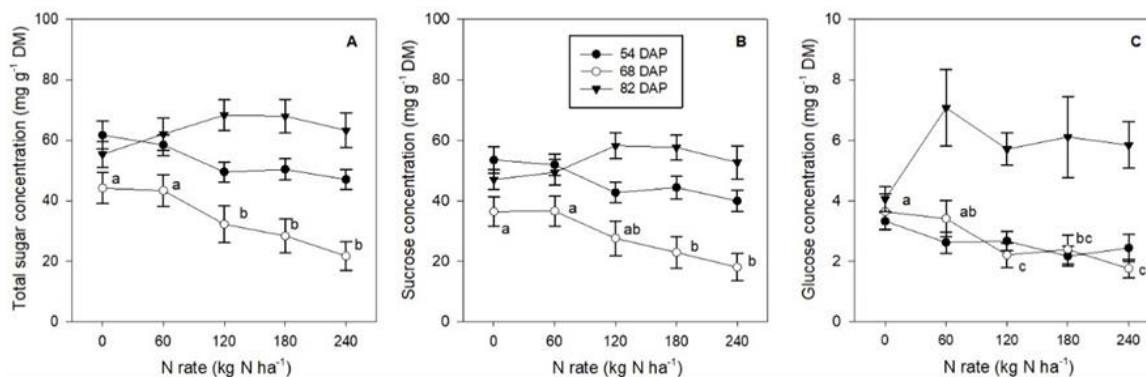 Total sugar concentration (mg g⁻¹ DM)
100
80
60
40
20
0
A
a
a
b
b
b
0 60 120 180 240
N rate (kg N ha⁻¹)
Sucrose concentration (mg g⁻¹ DM)
100
80
60
40
20
0
B
54 DAP
68 DAP
82 DAP
a
a
ab
b
b
0 60 120 180 240
N rate (kg N ha⁻¹)
Glucose concentration (mg g⁻¹ DM)
10
8
6
4
2
0
C
a
ab
c
bc
c
0 60 120 180 240
N rate (kg N ha⁻¹)